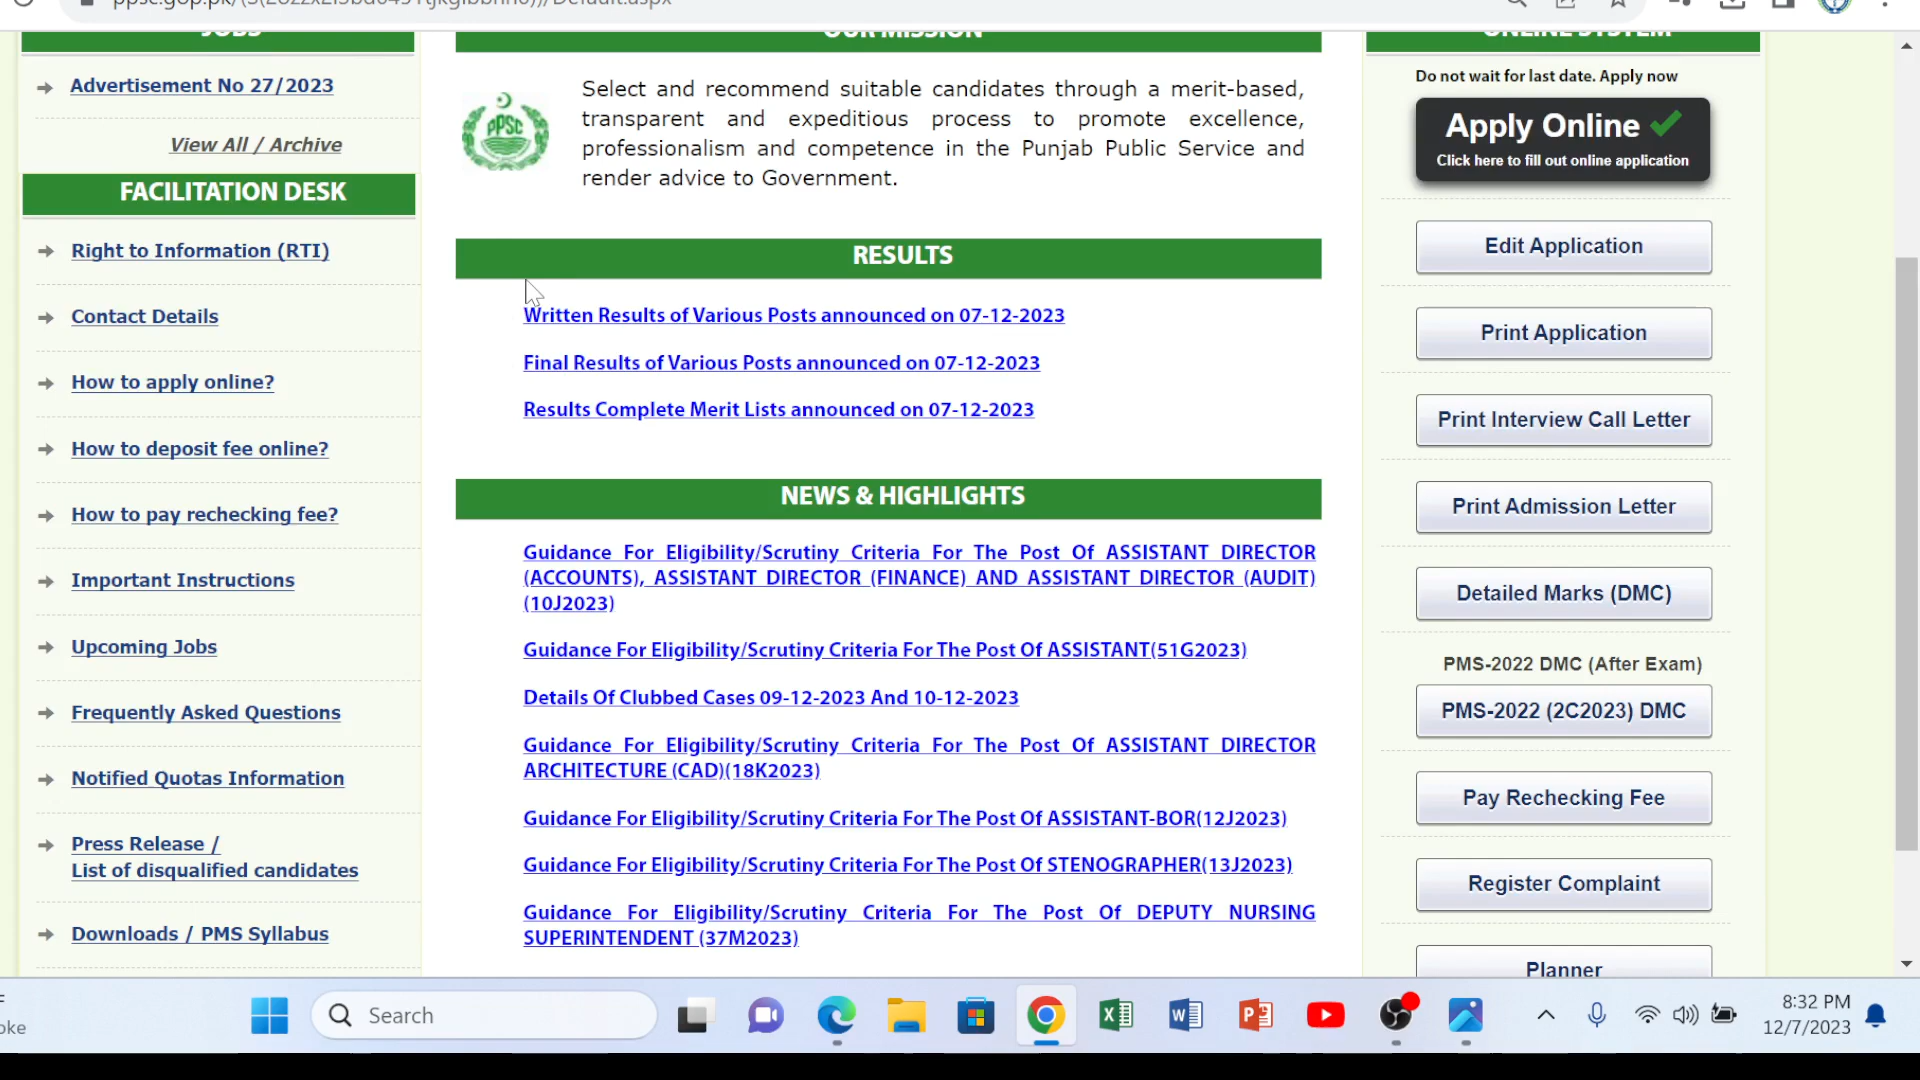 JOBS
Advertisement No 27/2023
View All / Archive
FACILITATION DESK
Right to Information (RTI)
Contact Details
How to apply online?
How to deposit fee online?
How to pay rechecking fee?
Important Instructions
Upcoming Jobs
Frequently Asked Questions
Notified Quotas Information
Press Release /
List of disqualified candidates
Downloads / PMS Syllabus
OUR MISSION
PPSC
Select and recommend suitable candidates through a merit-based,
transparent and expeditious process to promote excellence,
professionalism and competence in the Punjab Public Service and
render advice to Government.
RESULTS
Written Results of Various Posts announced on 07-12-2023
Final Results of Various Posts announced on 07-12-2023
Results Complete Merit Lists announced on 07-12-2023
NEWS & HIGHLIGHTS
Guidance For Eligibility/Scrutiny Criteria For The Post Of ASSISTANT DIRECTOR
(ACCOUNTS), ASSISTANT DIRECTOR (FINANCE) AND ASSISTANT DIRECTOR (AUDIT)
(10J2023)
Guidance For Eligibility/Scrutiny Criteria For The Post Of ASSISTANT(51G2023)
Details Of Clubbed Cases 09-12-2023 And 10-12-2023
Guidance For Eligibility/Scrutiny Criteria For The Post Of ASSISTANT DIRECTOR
ARCHITECTURE (CAD)(18K2023)
Guidance For Eligibility/Scrutiny Criteria For The Post Of ASSISTANT-BOR(12J2023)
Guidance For Eligibility/Scrutiny Criteria For The Post Of STENOGRAPHER(13J2023)
Guidance For Eligibility/Scrutiny Criteria For The Post Of DEPUTY NURSING
SUPERINTENDENT (37M2023)
ONLINE SYSTEM
Do not wait for last date. Apply now
Apply Online
Click here to fill out online application
Edit Application
Print Application
Print Interview Call Letter
Print Admission Letter
Detailed Marks (DMC)
PMS-2022 DMC (After Exam)
PMS-2022 (2C2023) DMC
Pay Rechecking Fee
Register Complaint
Planner
Search
8:32 PM
12/7/2023